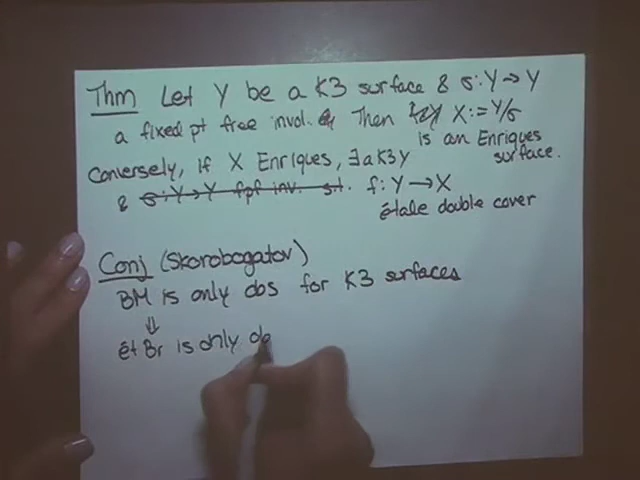 Thm Let Y be a K3 surface & σ: Y → Y
a fixed pt free invol. Then X := Y/σ
is an Enriques
surface.
Conversely, if X Enriques, ∃ a K3 Y
& σ: Y → Y fpf inv. s.t. f: Y → X
étale double cover
Conj (Skorobogatov)
BM is only obs for K3 surfaces
⇓
ét Br is only ob